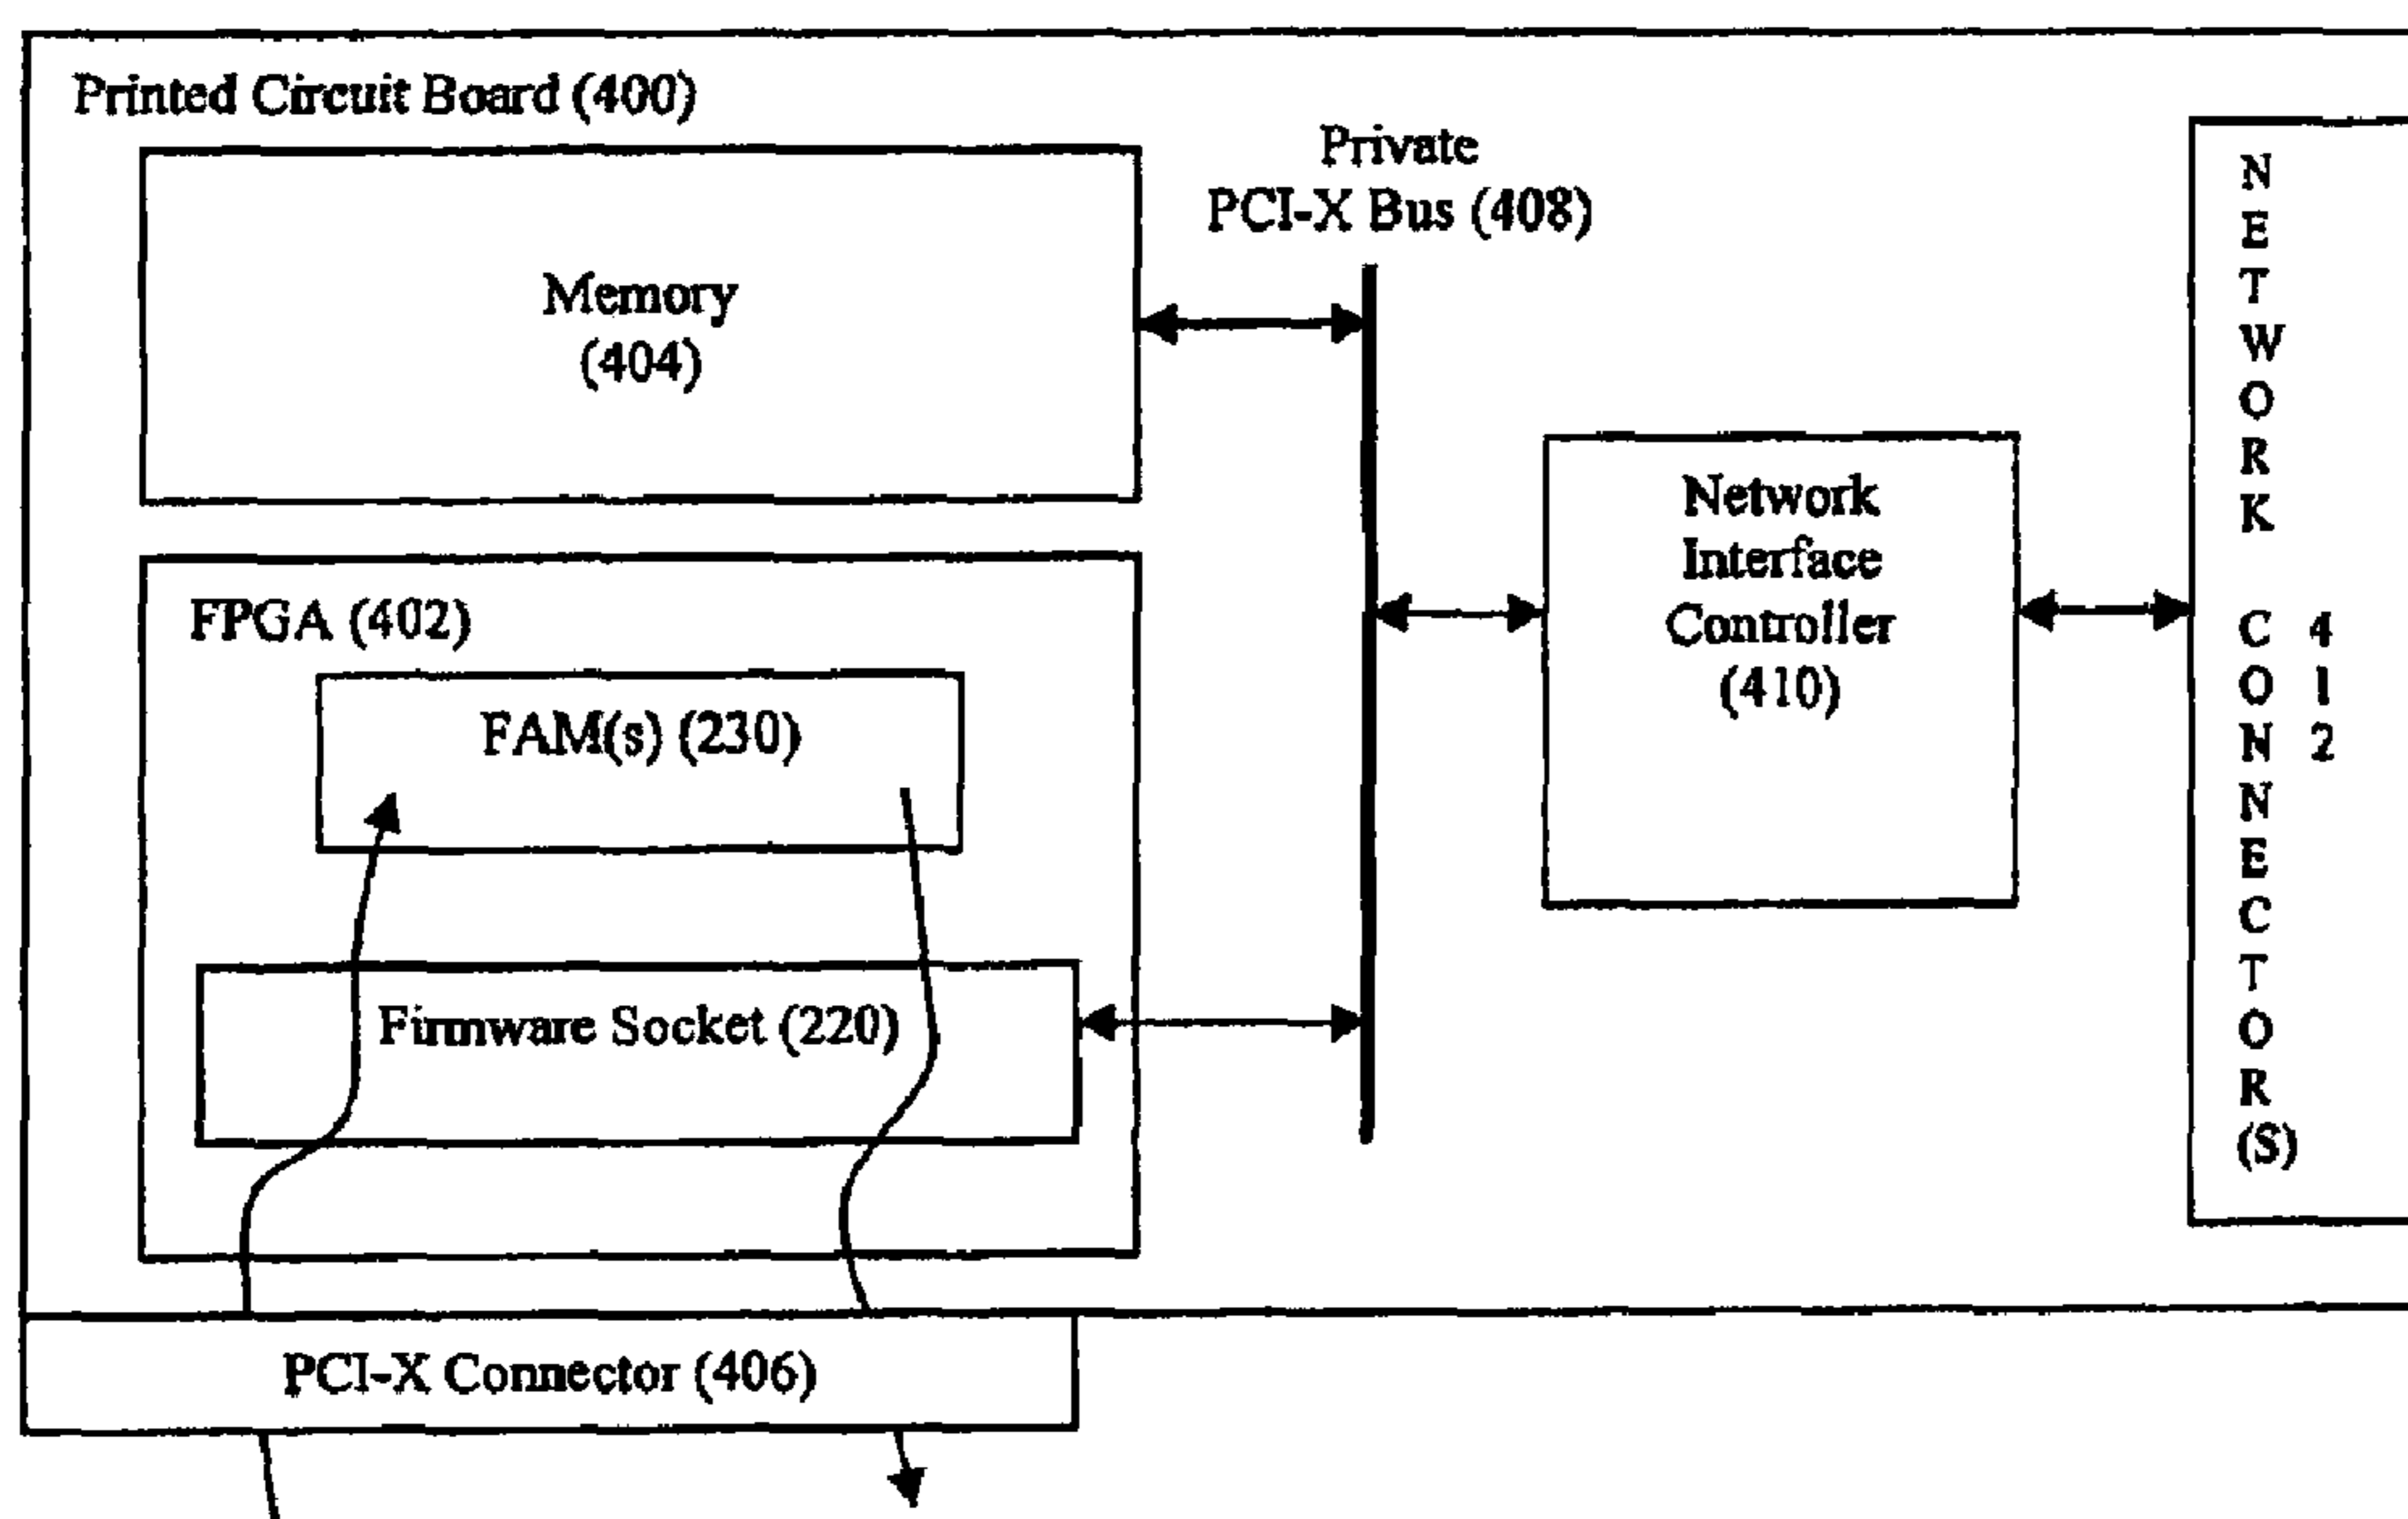 Printed Circuit Board (400)
Memory
(404)
Private
PCI-X Bus (408)
Network
Interface
Controller
(410)
NETWORK CONNECTOR(S)
412
FPGA (402)
FAM(s) (230)
Firmware Socket (220)
PCI-X Connector (406)